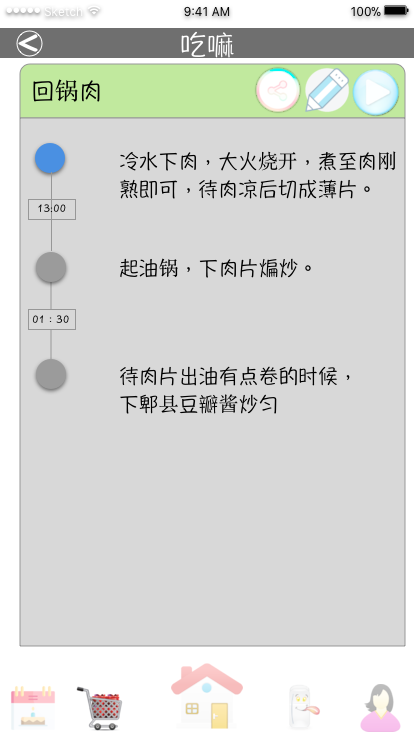 Sketch
9:41 AM
100%
吃嘛
回锅肉
冷水下肉，大火烧开，煮至肉刚
熟即可，待肉凉后切成薄片。
13:00
起油锅，下肉片煸炒。
01：30
待肉片出油有点卷的时候，
下郫县豆瓣酱炒匀